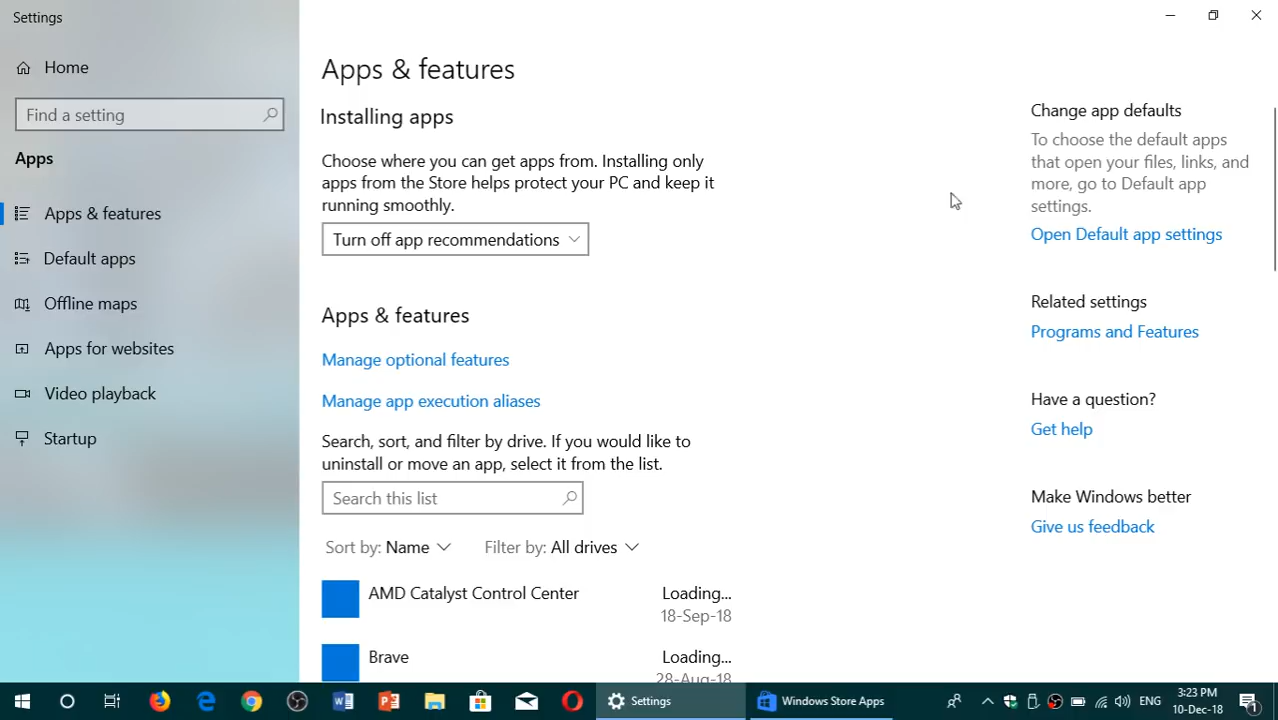 Settings
Home
Find a setting
Apps
Apps & features
Default apps
Offline maps
Apps for websites
Video playback
Startup
Apps & features
Installing apps
Choose where you can get apps from. Installing only
apps from the Store helps protect your PC and keep it
running smoothly.
Turn off app recommendations
Apps & features
Manage optional features
Manage app execution aliases
Search, sort, and filter by drive. If you would like to
uninstall or move an app, select it from the list.
Search this list
Sort by: Name Filter by: All drives
AMD Catalyst Control Center Loading...
18-Sep-18
Brave Loading...
28-Aug-18
Change app defaults
To choose the default apps
that open your files, links, and
more, go to Default app
settings.
Open Default app settings
Related settings
Programs and Features
Have a question?
Get help
Make Windows better
Give us feedback
Settings
Windows Store Apps
ENG
3:23 PM
10-Dec-18
1